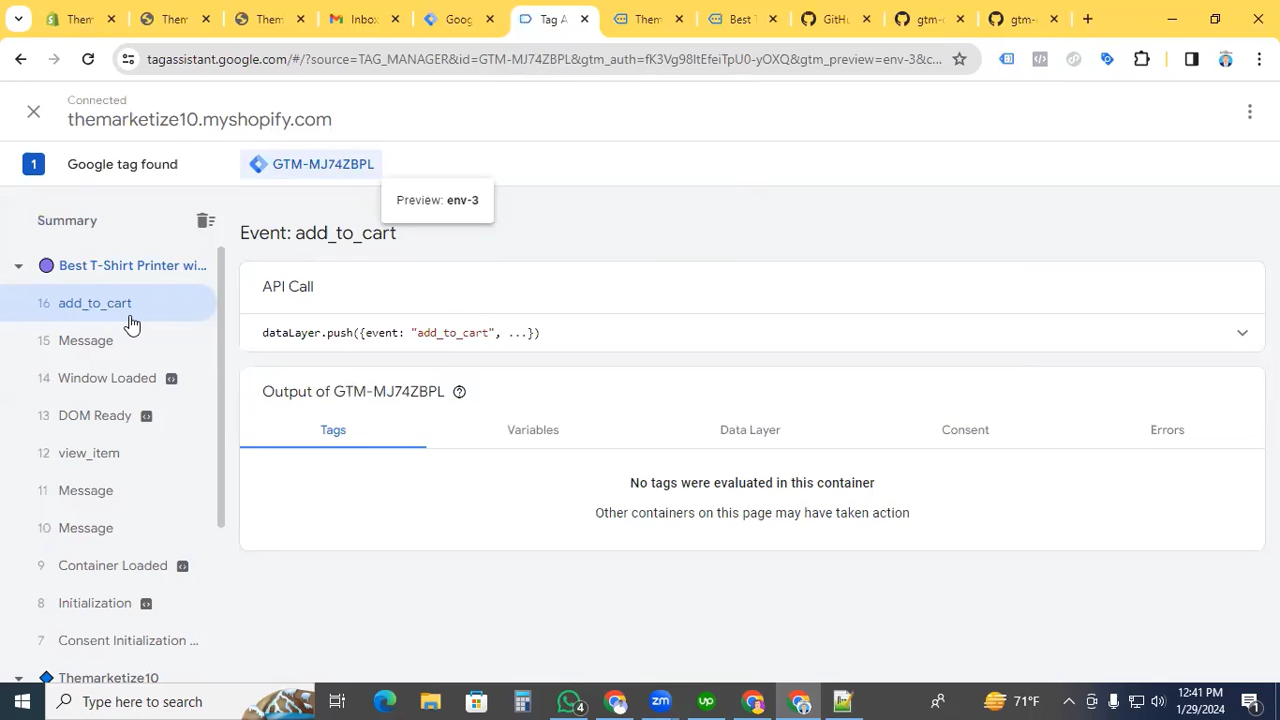 Them
Them
Them
Inbox
Goog
Tag A
Them
Best T
GitHu
gtm-
gtm-
tagassistant.google.com/#/?source=TAG_MANAGER&id=GTM-MJ74ZBPL&gtm_auth=fK3Vg98ItEfeiTpU0-yOXQ&gtm_preview=env-3&c...
Connected
themarketize10.myshopify.com
1 Google tag found GTM-MJ74ZBPL
Preview: env-3
Summary
Best T-Shirt Printer wi...
16 add_to_cart
15 Message
14 Window Loaded
13 DOM Ready
12 view_item
11 Message
10 Message
9 Container Loaded
8 Initialization
7 Consent Initialization ...
Themarketize10
Event: add_to_cart
API Call
dataLayer.push({event: "add_to_cart", ...})
Output of GTM-MJ74ZBPL ?
Tags Variables Data Layer Consent Errors
No tags were evaluated in this container
Other containers on this page may have taken action
Type here to search
4
zm
up
71°F
12:41 PM
1/29/2024
1